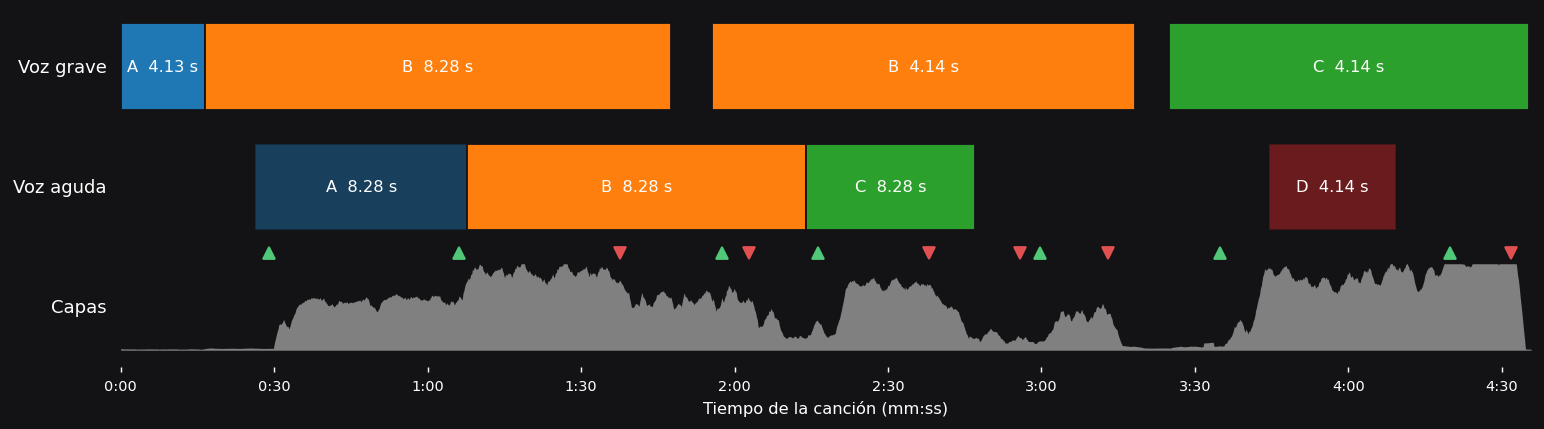 Voz grave
A 4.13 s
B 8.28 s
B 4.14 s
C 4.14 s
Voz aguda
A 8.28 s
B 8.28 s
C 8.28 s
D 4.14 s
Capas
0:00
0:30
1:00
1:30
2:00
2:30
3:00
3:30
4:00
4:30
Tiempo de la canción (mm:ss)